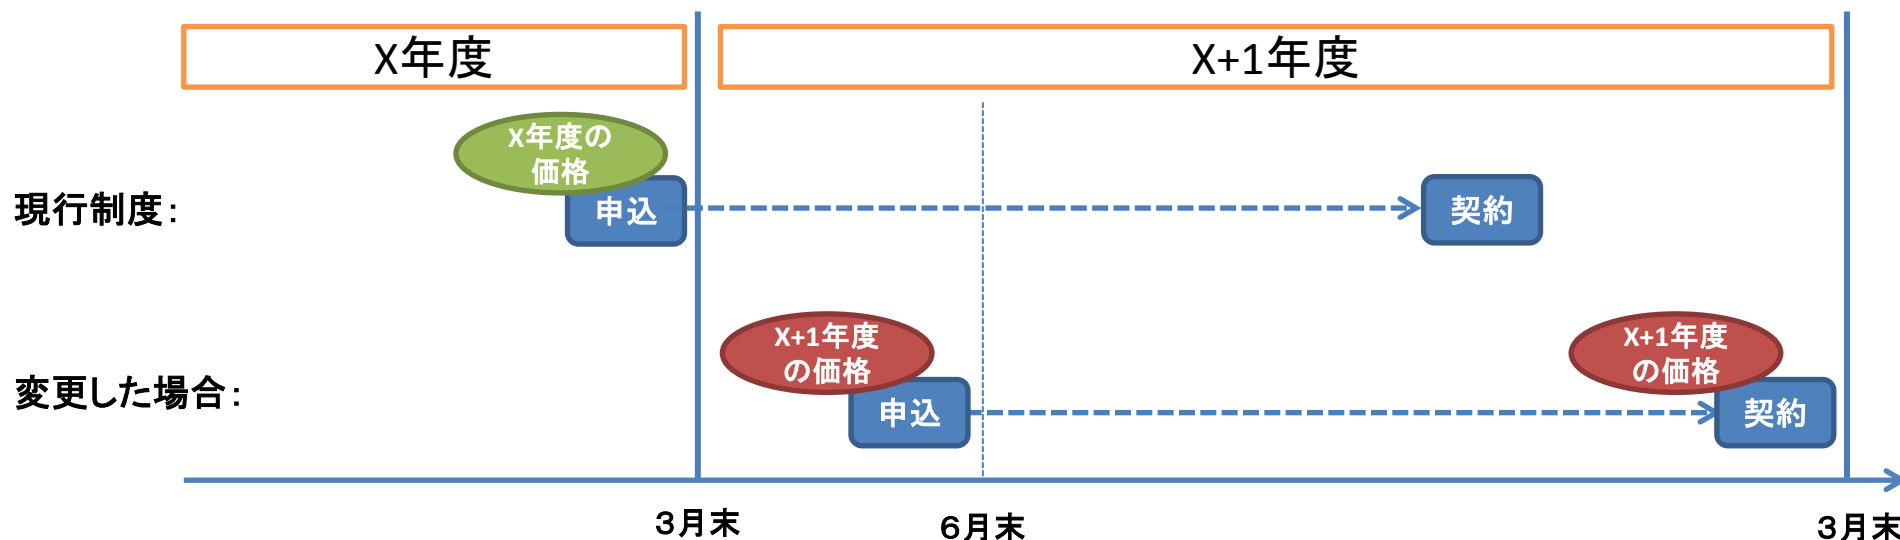 X年度
X+1年度
X年度の
価格
現行制度：
申込
契約
X+1年度
の価格
X+1年度
の価格
変更した場合：
申込
契約
３月末
６月末
３月末